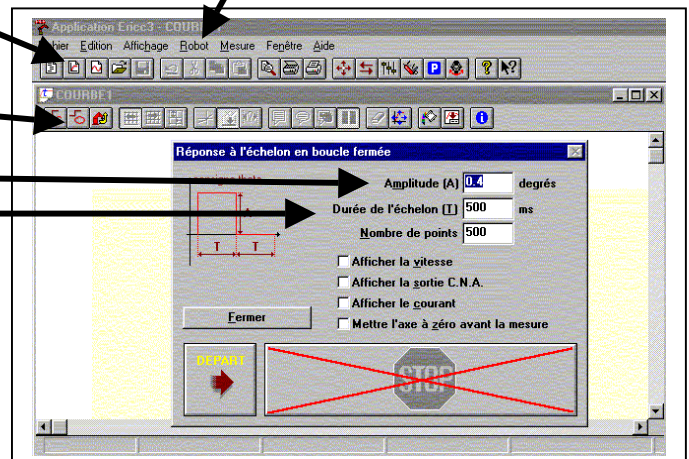 Application Ericc3 - COURBE
Edition Affichage Robot Mesure Fenêtre Aide
COURBE1
Réponse à l'échelon en boucle fermée
Amplitude (A) 0.4 degrés
Durée de l'échelon (T) 500 ms
Nombre de points 500
T T
Afficher la vitesse
Afficher la sortie C.N.A.
Afficher le courant
Mettre l'axe à zéro avant la mesure
Fermer
DEPART
STOP